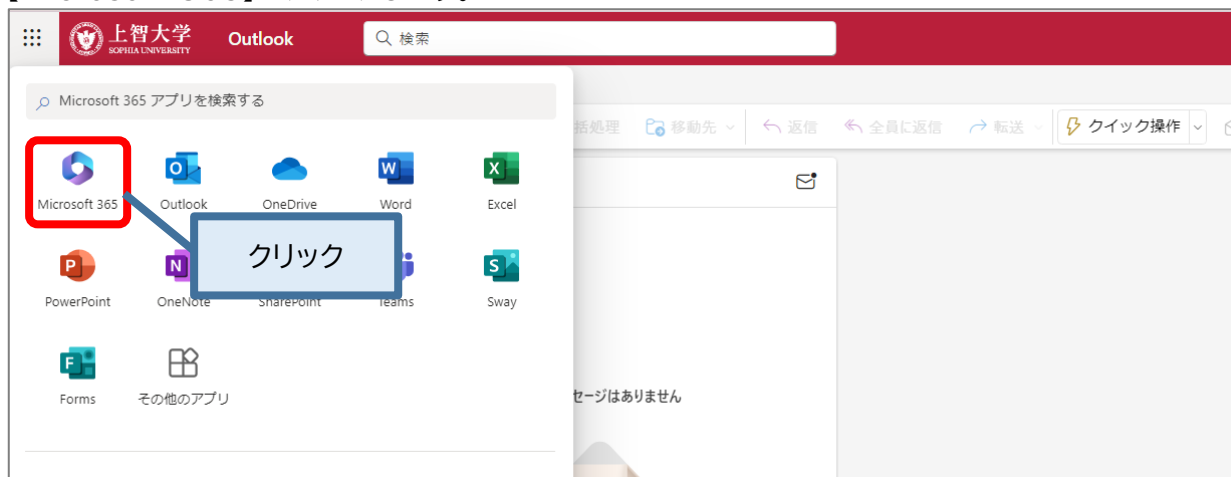 上智大学
SOPHIA UNIVERSITY
Outlook
検索
Microsoft 365 アプリを検索する
括処理
移動先
返信
全員に返信
転送
クイック操作
Microsoft 365
Outlook
OneDrive
Word
Excel
クリック
PowerPoint
OneNote
SharePoint
Teams
Sway
Forms
その他のアプリ
セージはありません